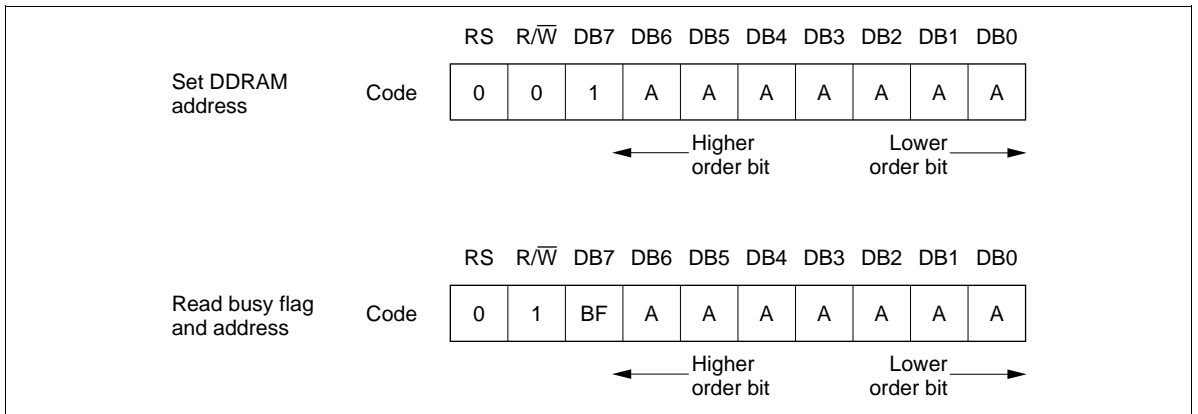 RS R/W̅ DB7 DB6 DB5 DB4 DB3 DB2 DB1 DB0
Set DDRAM
address
Code 0 0 1 A A A A A A A
Higher
order bit
Lower
order bit
RS R/W̅ DB7 DB6 DB5 DB4 DB3 DB2 DB1 DB0
Read busy flag
and address
Code 0 1 BF A A A A A A A
Higher
order bit
Lower
order bit